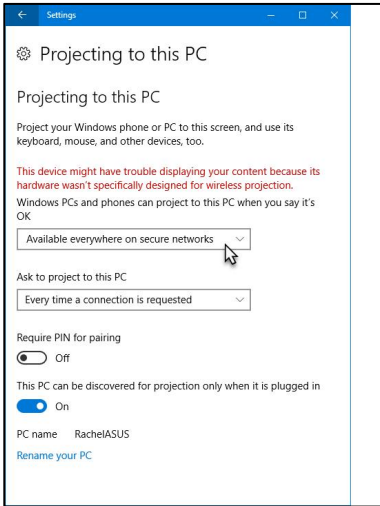 Settings
Projecting to this PC
Projecting to this PC
Project your Windows phone or PC to this screen, and use its
keyboard, mouse, and other devices, too.
This device might have trouble displaying your content because its
hardware wasn't specifically designed for wireless projection.
Windows PCs and phones can project to this PC when you say it's
OK
Available everywhere on secure networks
Ask to project to this PC
Every time a connection is requested
Require PIN for pairing
Off
This PC can be discovered for projection only when it is plugged in
On
PC name RachelASUS
Rename your PC